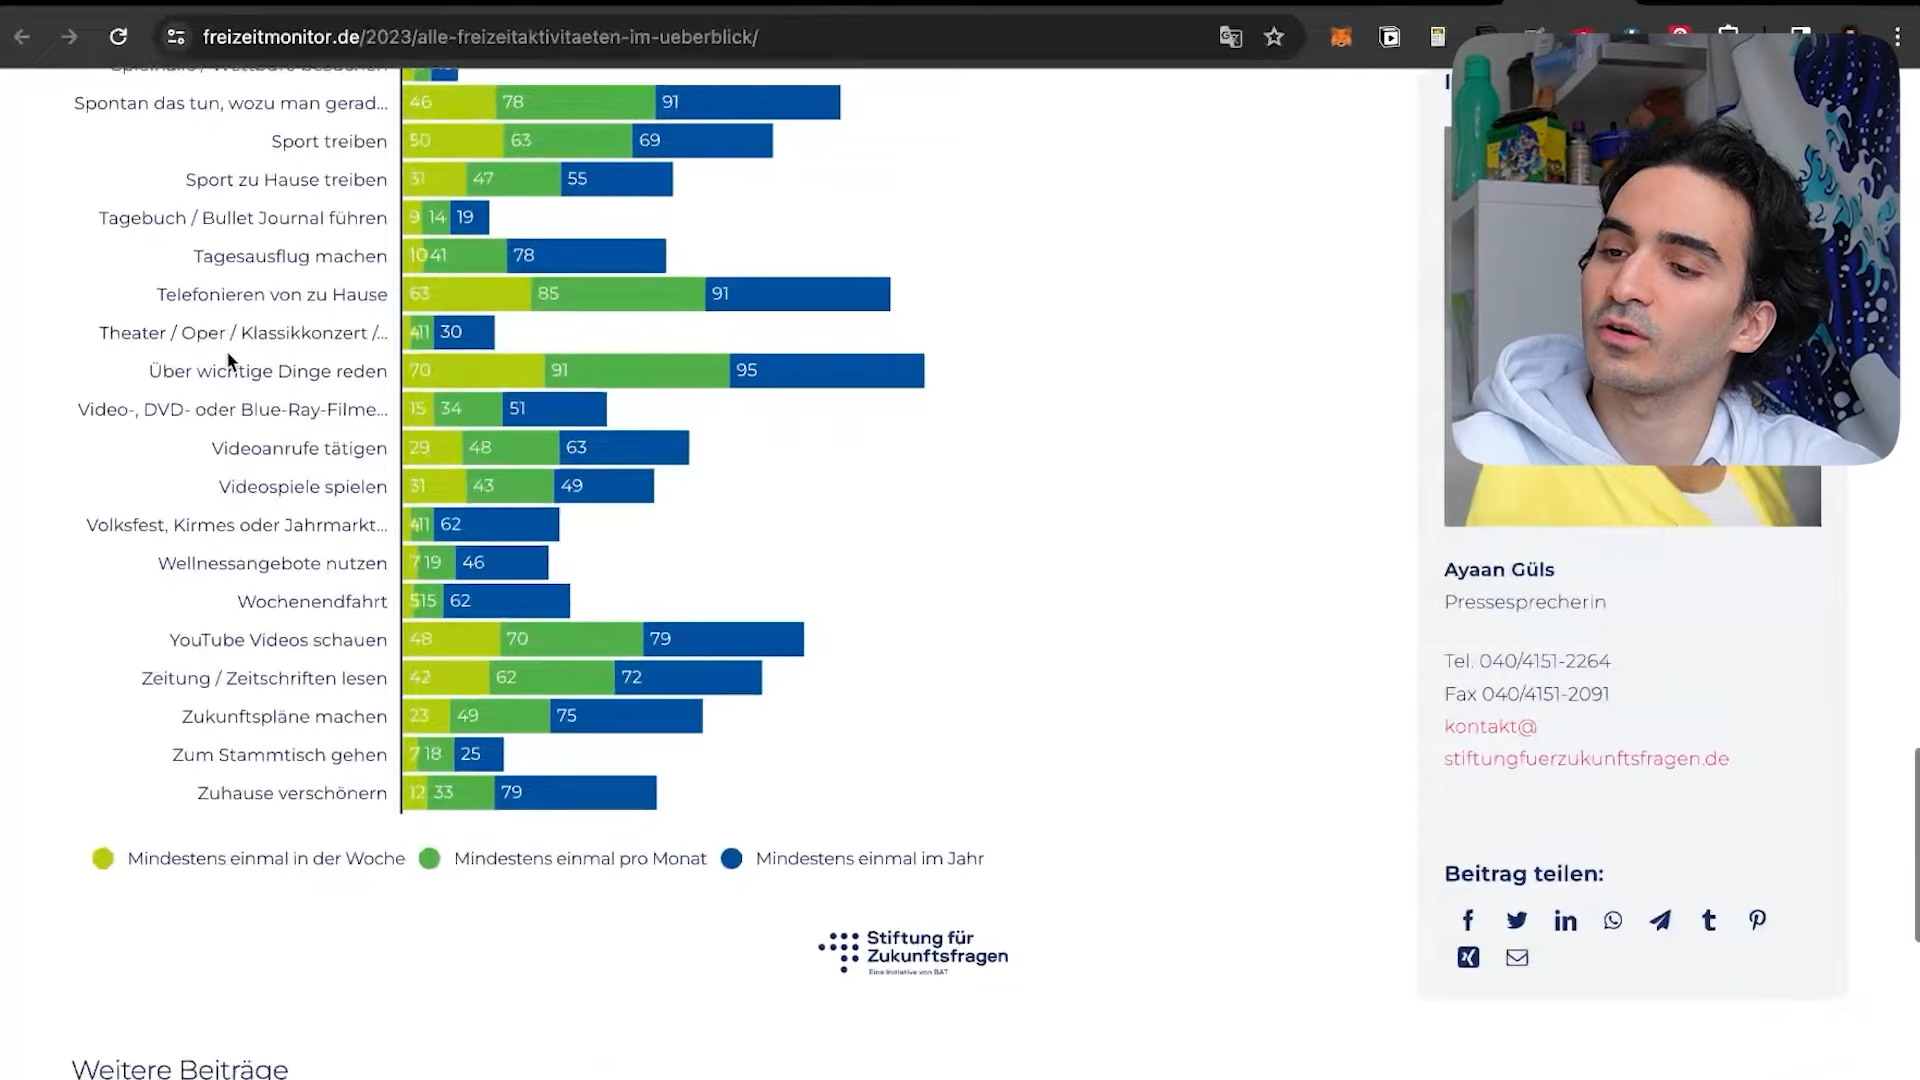 freizeitmonitor.de/2023/alle-freizeitaktivitaeten-im-ueberblick/
Spontan das tun, wozu man gerad... 46 78 91
Sport treiben 50 63 69
Sport zu Hause treiben 31 47 55
Tagebuch / Bullet Journal führen 9 14 19
Tagesausflug machen 10 41 78
Telefonieren von zu Hause 63 85 91
Theater / Oper / Klassikkonzert /... 4 11 30
Über wichtige Dinge reden 70 91 95
Video-, DVD- oder Blue-Ray-Filme... 15 34 51
Videoanrufe tätigen 29 48 63
Videospiele spielen 31 43 49
Volksfest, Kirmes oder Jahrmarkt... 4 11 62
Wellnessangebote nutzen 7 19 46
Wochenendfahrt 5 15 62
YouTube Videos schauen 48 70 79
Zeitung / Zeitschriften lesen 42 62 72
Zukunftspläne machen 23 49 75
Zum Stammtisch gehen 7 18 25
Zuhause verschönern 12 33 79
Mindestens einmal in der Woche Mindestens einmal pro Monat Mindestens einmal im Jahr
Stiftung für
Zukunftsfragen
Eine Initiative von BAT
Weitere Beiträge
Ayaan Güls
Pressesprecherin
Tel. 040/4151-2264
Fax 040/4151-2091
kontakt@
stiftungfuerzukunftsfragen.de
Beitrag teilen: